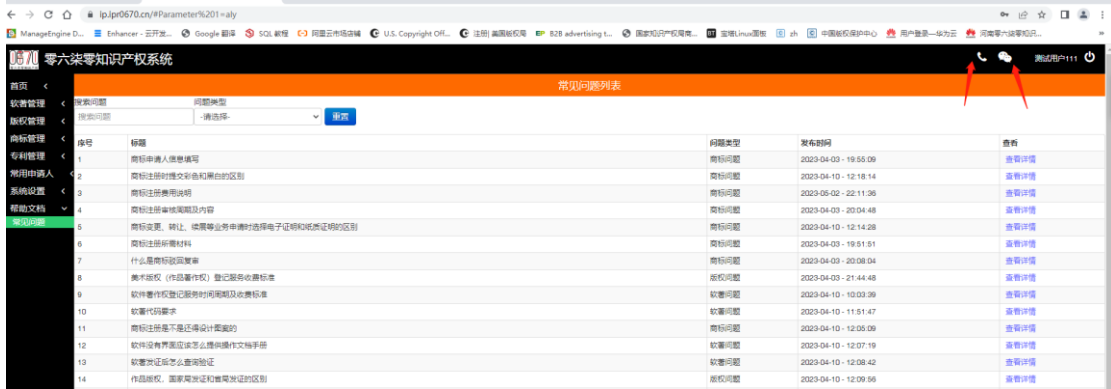 ip.ipr0670.cn/#Parameter%201=aly
ManageEngine D... Enhancer - 云开发... Google 翻译 SQL 教程 阿里云市场店铺 U.S. Copyright Off... 注册| 美国版权局 B2B advertising t... 国家知识产权局商... 宝塔Linux面板 zh 中国版权保护中心 用户登录—华为云 河南零六柒零知识...
0670 零六柒零知识产权系统 测试用户111
首页
软著管理
版权管理
商标管理
专利管理
常用申请人
系统设置
帮助文档
常见问题
常见问题列表
搜索问题 问题类型
搜索问题 -请选择- 重置
序号 标题 问题类型 发布时间 查看
1 商标申请人信息填写 商标问题 2023-04-03 - 19:55:09 查看详情
2 商标注册时提交彩色和黑白的区别 商标问题 2023-04-10 - 12:18:14 查看详情
3 商标注册费用说明 商标问题 2023-05-02 - 22:11:36 查看详情
4 商标注册审核周期及内容 商标问题 2023-04-03 - 20:04:48 查看详情
5 商标变更、转让、续展等业务申请时选择电子证明和纸质证明的区别 商标问题 2023-04-10 - 12:14:28 查看详情
6 商标注册所需材料 商标问题 2023-04-03 - 19:51:51 查看详情
7 什么是商标驳回复审 商标问题 2023-04-03 - 20:08:04 查看详情
8 美术版权（作品著作权）登记服务收费标准 版权问题 2023-04-03 - 21:44:48 查看详情
9 软件著作权登记服务时间周期及收费标准 软著问题 2023-04-10 - 10:03:39 查看详情
10 软著代码要求 软著问题 2023-04-10 - 11:51:47 查看详情
11 商标注册是不是还得设计图案的 商标问题 2023-04-10 - 12:05:09 查看详情
12 软件没有界面应该怎么提供操作文档手册 软著问题 2023-04-10 - 12:07:19 查看详情
13 软著发证后怎么查询验证 软著问题 2023-04-10 - 12:08:42 查看详情
14 作品版权，国家局发证和省局发证的区别 版权问题 2023-04-10 - 12:09:56 查看详情